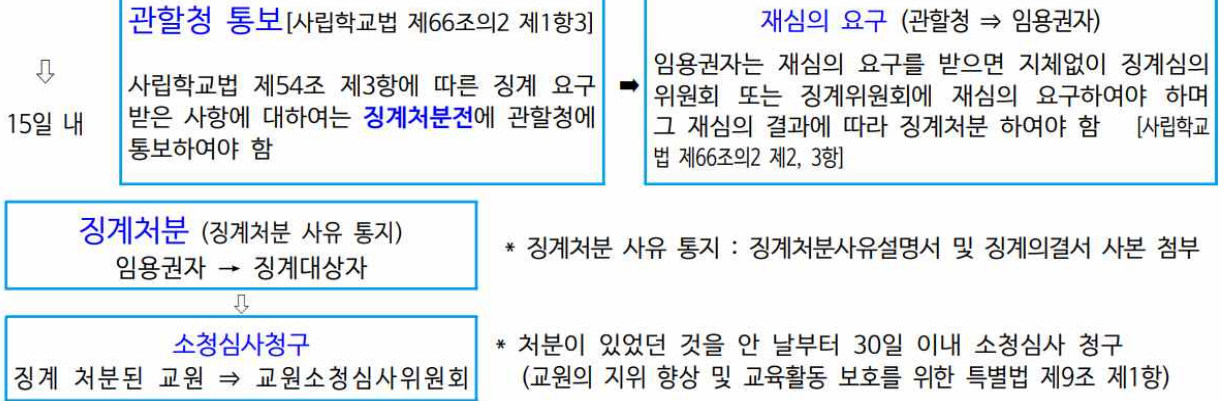 관할청 통보[사립학교법 제66조의2 제1항3]
⇩
15일 내
사립학교법 제54조 제3항에 따른 징계 요구
받은 사항에 대하여는 징계처분전에 관할청에
통보하여야 함
➡
재심의 요구 (관할청 ⇒ 임용권자)
임용권자는 재심의 요구를 받으면 지체없이 징계심의
위원회 또는 징계위원회에 재심의 요구하여야 하며
그 재심의 결과에 따라 징계처분 하여야 함 [사립학교
법 제66조의2 제2, 3항]
징계처분 (징계처분 사유 통지)
임용권자 → 징계대상자
* 징계처분 사유 통지 : 징계처분사유설명서 및 징계의결서 사본 첨부
⇩
소청심사청구
징계 처분된 교원 ⇒ 교원소청심사위원회
* 처분이 있었던 것을 안 날부터 30일 이내 소청심사 청구
(교원의 지위 향상 및 교육활동 보호를 위한 특별법 제9조 제1항)